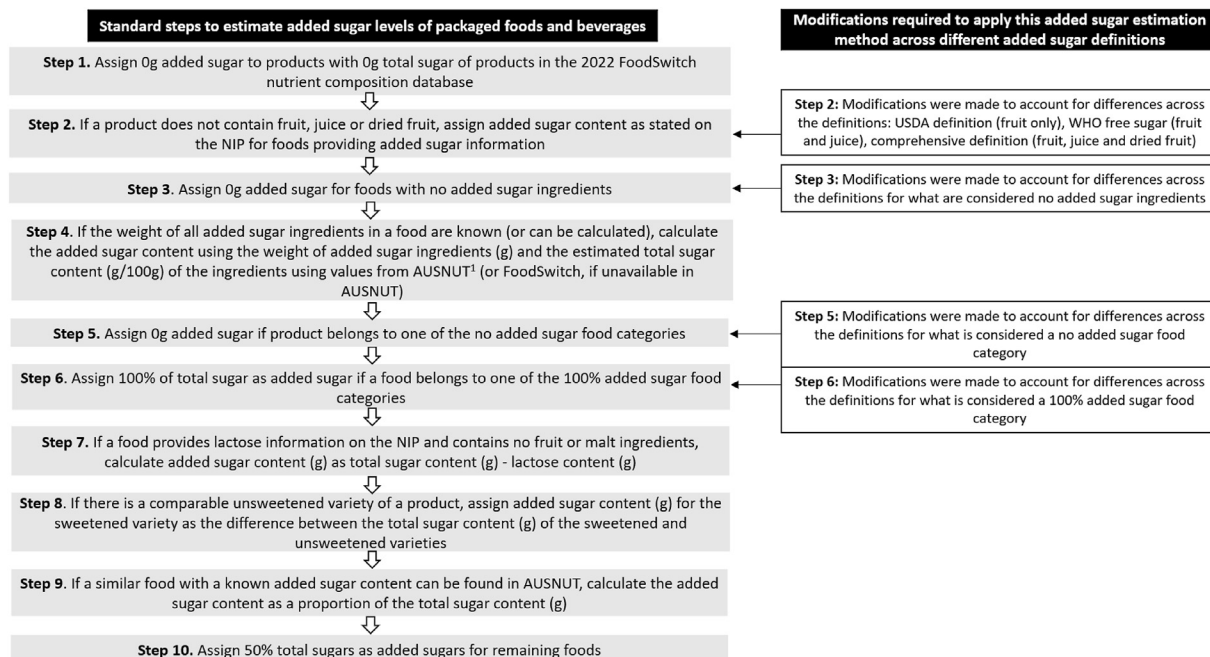 Standard steps to estimate added sugar levels of packaged foods and beverages
Step 1. Assign 0g added sugar to products with 0g total sugar of products in the 2022 FoodSwitch
nutrient composition database
Step 2. If a product does not contain fruit, juice or dried fruit, assign added sugar content as stated on
the NIP for foods providing added sugar information
Step 3. Assign 0g added sugar for foods with no added sugar ingredients
Step 4. If the weight of all added sugar ingredients in a food are known (or can be calculated), calculate
the added sugar content using the weight of added sugar ingredients (g) and the estimated total sugar
content (g/100g) of the ingredients using values from AUSNUT¹ (or FoodSwitch, if unavailable in
AUSNUT)
Step 5. Assign 0g added sugar if product belongs to one of the no added sugar food categories
Step 6. Assign 100% of total sugar as added sugar if a food belongs to one of the 100% added sugar food
categories
Step 7. If a food provides lactose information on the NIP and contains no fruit or malt ingredients,
calculate added sugar content (g) as total sugar content (g) - lactose content (g)
Step 8. If there is a comparable unsweetened variety of a product, assign added sugar content (g) for the
sweetened variety as the difference between the total sugar content (g) of the sweetened and
unsweetened varieties
Step 9. If a similar food with a known added sugar content can be found in AUSNUT, calculate the added
sugar content as a proportion of the total sugar content (g)
Step 10. Assign 50% total sugars as added sugars for remaining foods
Modifications required to apply this added sugar estimation
method across different added sugar definitions
Step 2: Modifications were made to account for differences across
the definitions: USDA definition (fruit only), WHO free sugar (fruit
and juice), comprehensive definition (fruit, juice and dried fruit)
Step 3: Modifications were made to account for differences across
the definitions for what are considered no added sugar ingredients
Step 5: Modifications were made to account for differences across
the definitions for what is considered a no added sugar food
category
Step 6: Modifications were made to account for differences across
the definitions for what is considered a 100% added sugar food
category